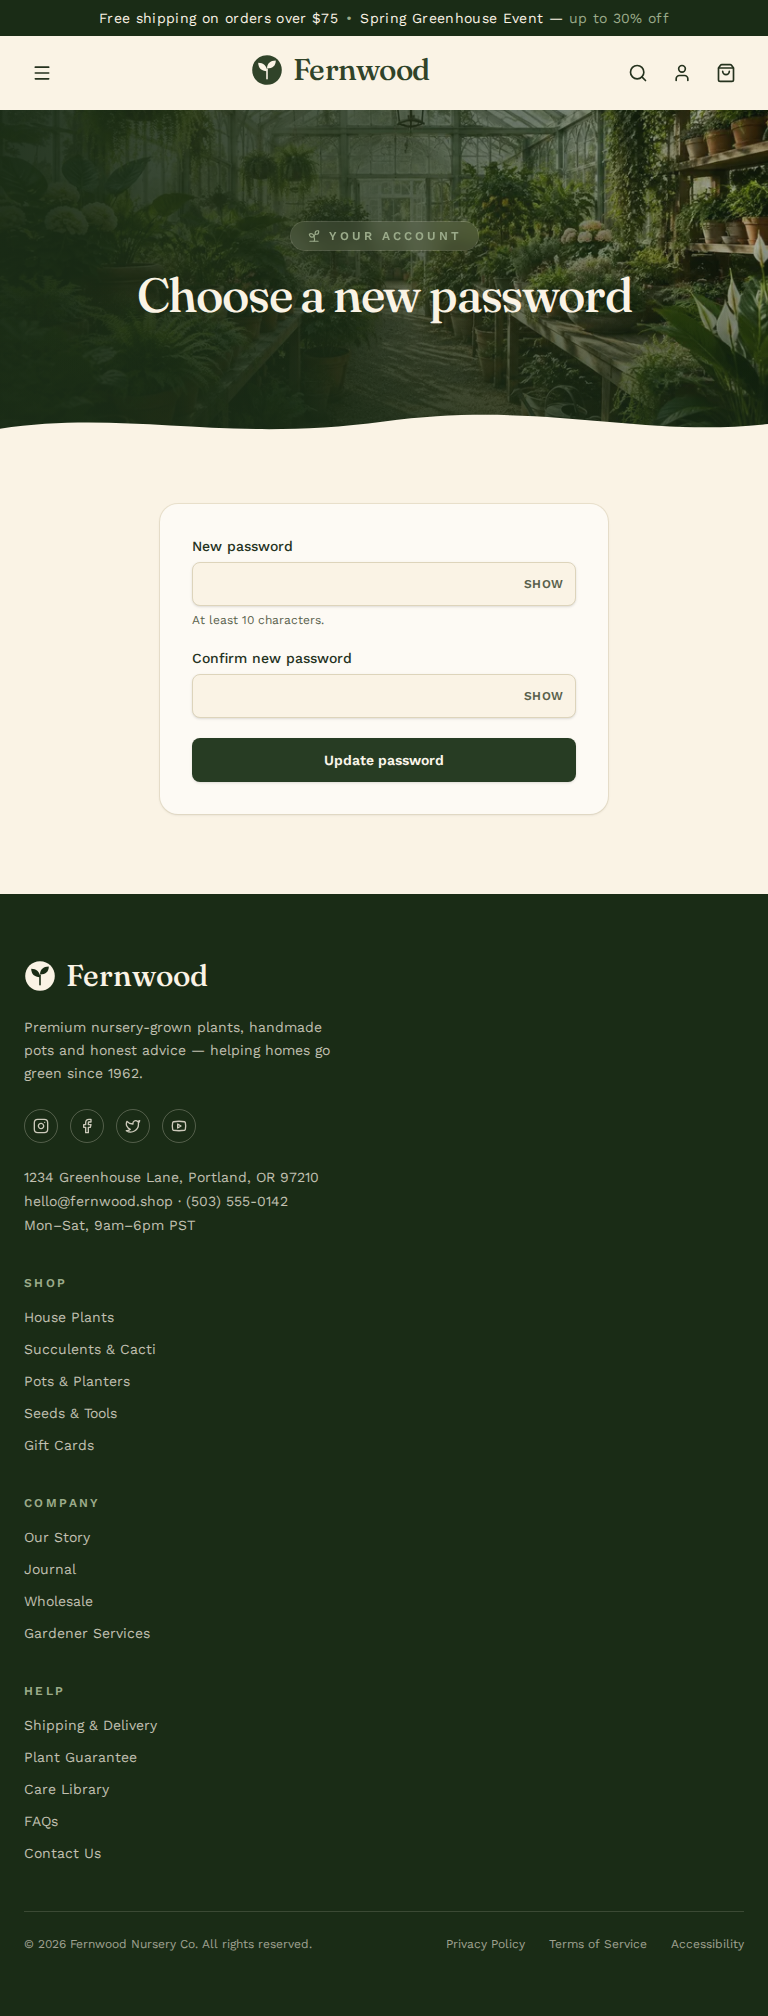 Free shipping on orders over $75 • Spring Greenhouse Event — up to 30% off
Fernwood
YOUR ACCOUNT
Choose a new password
New password
SHOW
At least 10 characters.
Confirm new password
SHOW
Update password
Fernwood
Premium nursery-grown plants, handmade
pots and honest advice — helping homes go
green since 1962.
1234 Greenhouse Lane, Portland, OR 97210
hello@fernwood.shop · (503) 555-0142
Mon–Sat, 9am–6pm PST
SHOP
House Plants
Succulents & Cacti
Pots & Planters
Seeds & Tools
Gift Cards
COMPANY
Our Story
Journal
Wholesale
Gardener Services
HELP
Shipping & Delivery
Plant Guarantee
Care Library
FAQs
Contact Us
© 2026 Fernwood Nursery Co. All rights reserved. Privacy Policy Terms of Service Accessibility